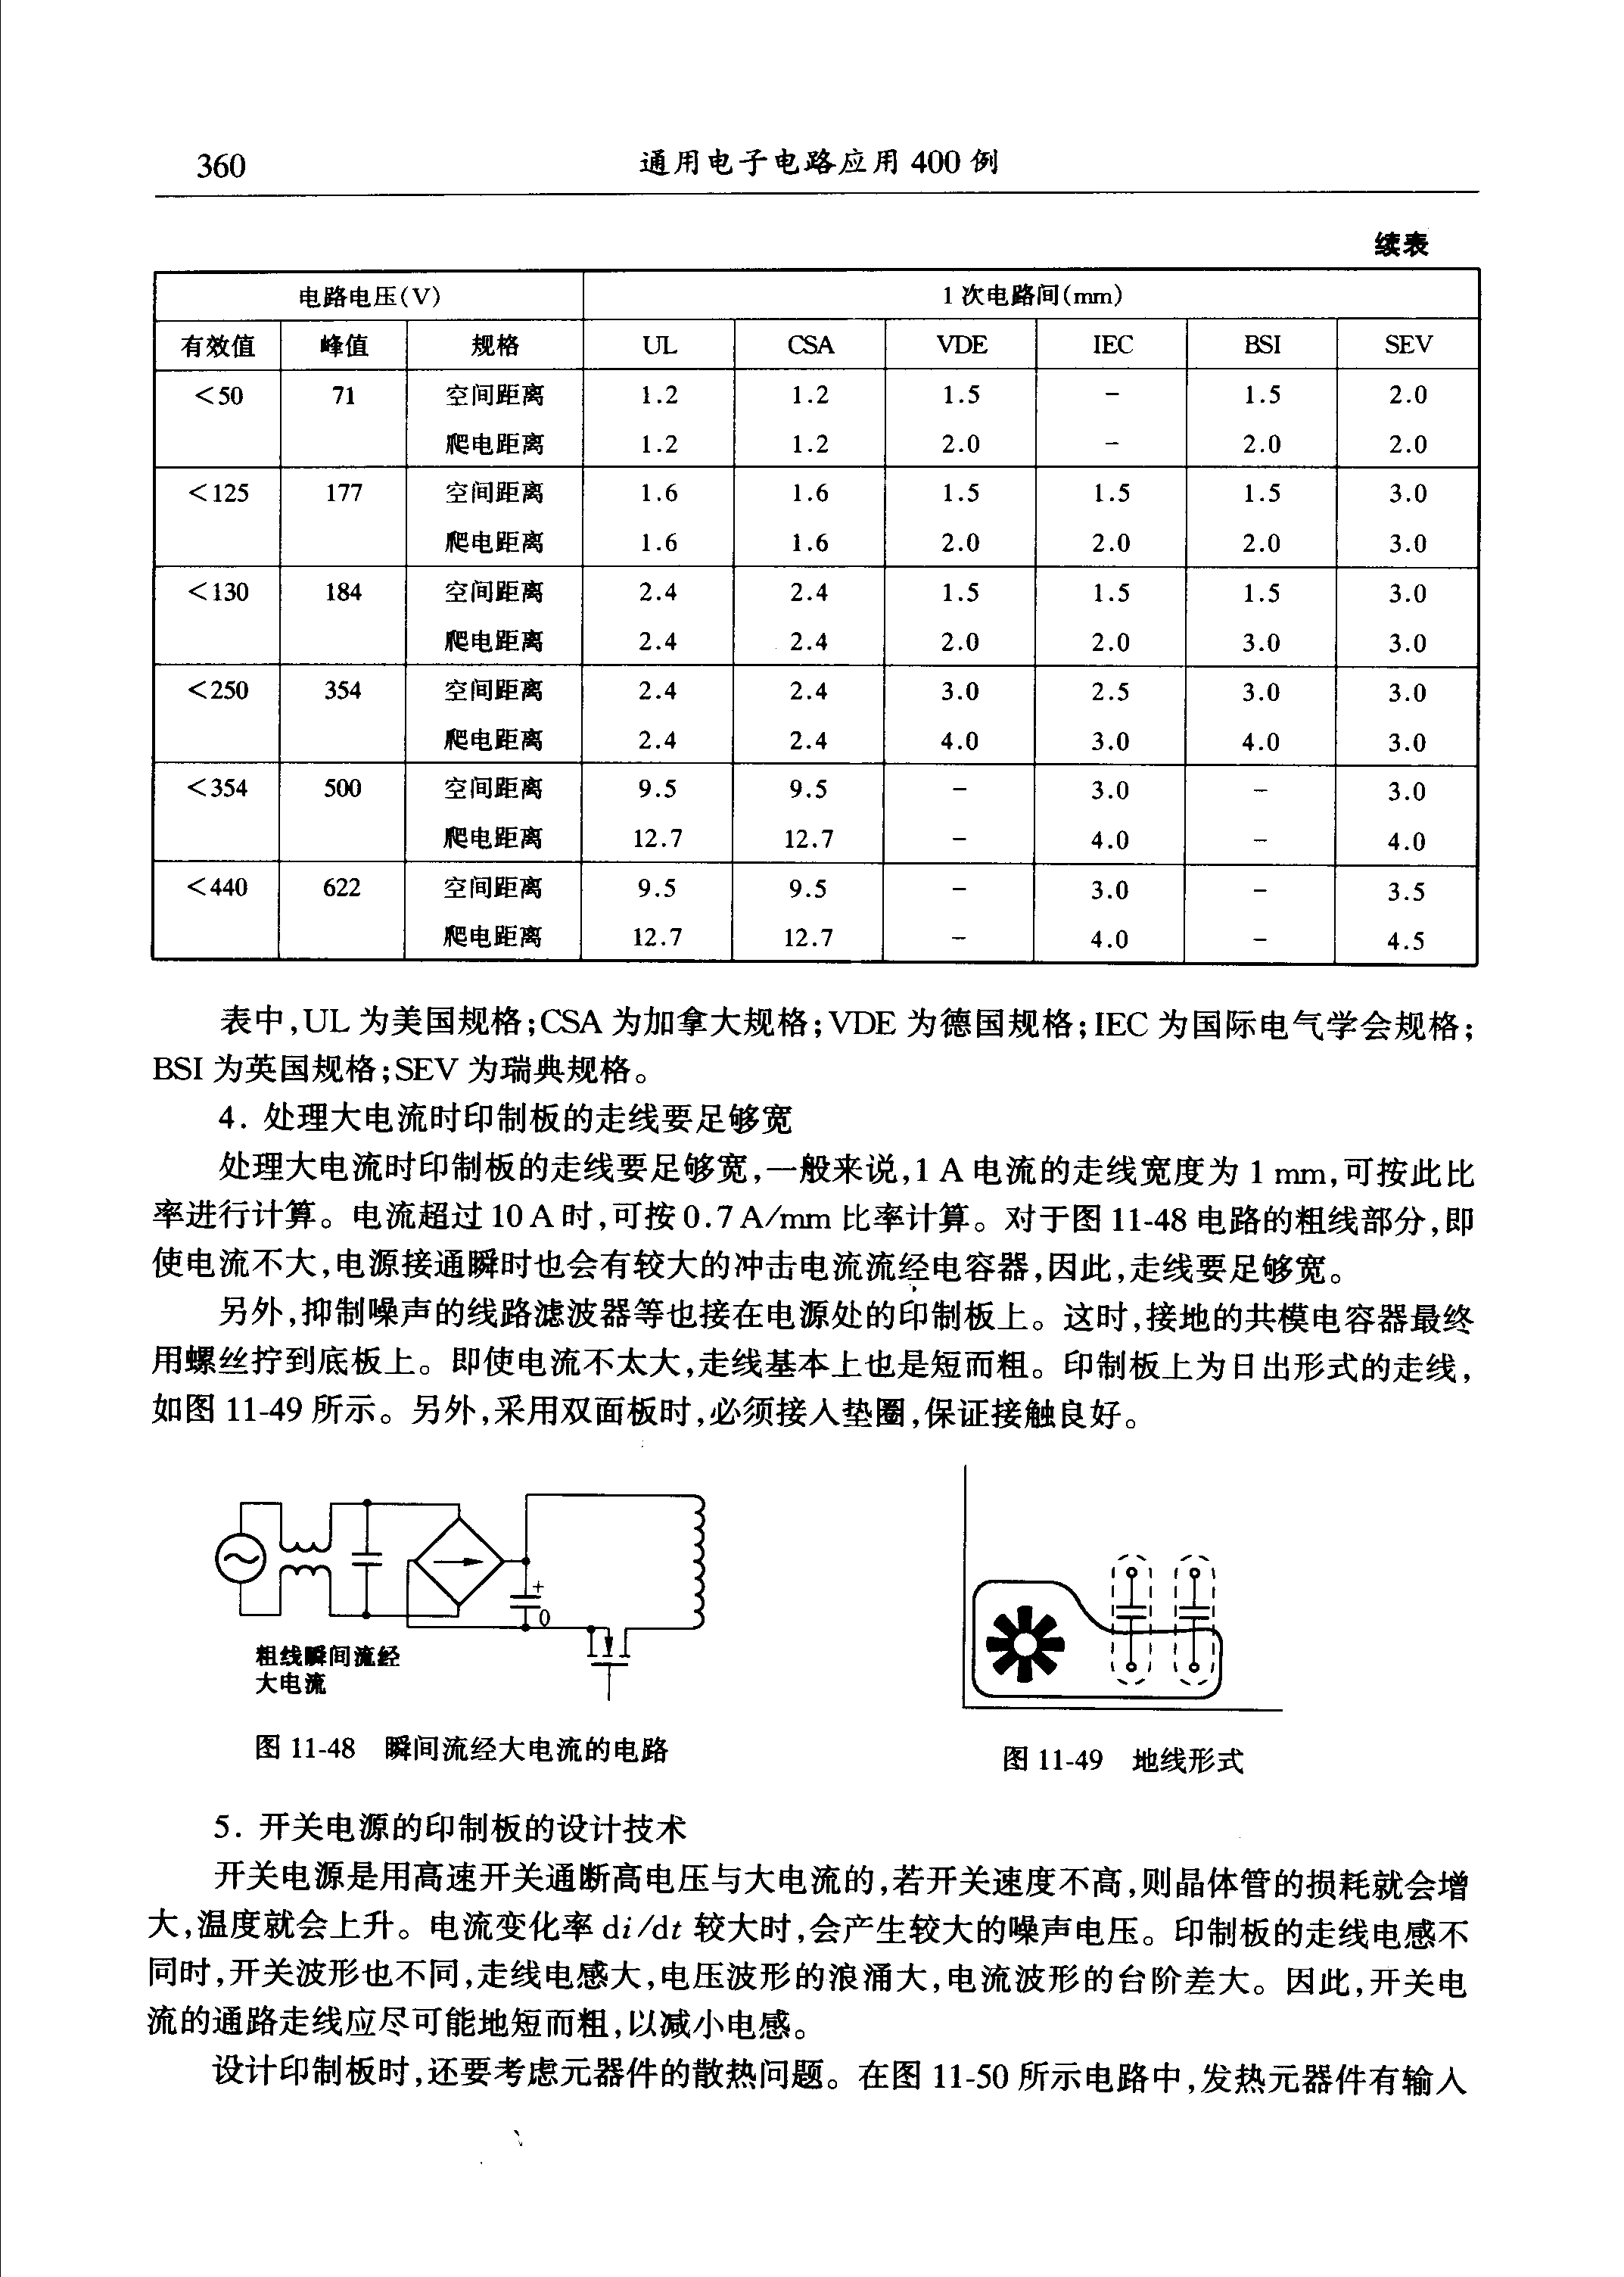 360
通用电子电路应用 400 例
续表
电路电压(V) 1 次电路间(mm)
有效值 峰值 规格 UL CSA VDE IEC BSI SEV
<50 71 空间距离 1.2 1.2 1.5 - 1.5 2.0
爬电距离 1.2 1.2 2.0 - 2.0 2.0
<125 177 空间距离 1.6 1.6 1.5 1.5 1.5 3.0
爬电距离 1.6 1.6 2.0 2.0 2.0 3.0
<130 184 空间距离 2.4 2.4 1.5 1.5 1.5 3.0
爬电距离 2.4 2.4 2.0 2.0 3.0 3.0
<250 354 空间距离 2.4 2.4 3.0 2.5 3.0 3.0
爬电距离 2.4 2.4 4.0 3.0 4.0 3.0
<354 500 空间距离 9.5 9.5 - 3.0 - 3.0
爬电距离 12.7 12.7 - 4.0 - 4.0
<440 622 空间距离 9.5 9.5 - 3.0 - 3.5
爬电距离 12.7 12.7 - 4.0 - 4.5
表中,UL 为美国规格;CSA 为加拿大规格;VDE 为德国规格;IEC 为国际电气学会规格;
BSI 为英国规格;SEV 为瑞典规格。
4. 处理大电流时印制板的走线要足够宽
处理大电流时印制板的走线要足够宽,一般来说,1 A 电流的走线宽度为 1 mm,可按此比
率进行计算。电流超过 10 A 时,可按 0.7 A/mm 比率计算。对于图 11-48 电路的粗线部分,即
使电流不大,电源接通瞬时也会有较大的冲击电流流经电容器,因此,走线要足够宽。
另外,抑制噪声的线路滤波器等也接在电源处的印制板上。这时,接地的共模电容器最终
用螺丝拧到底板上。即使电流不太大,走线基本上也是短而粗。印制板上为日出形式的走线,
如图 11-49 所示。另外,采用双面板时,必须接入垫圈,保证接触良好。
+
0
粗线瞬间流经
大电流
图 11-48 瞬间流经大电流的电路
图 11-49 地线形式
5. 开关电源的印制板的设计技术
开关电源是用高速开关通断高电压与大电流的,若开关速度不高,则晶体管的损耗就会增
大,温度就会上升。电流变化率 di/dt 较大时,会产生较大的噪声电压。印制板的走线电感不
同时,开关波形也不同,走线电感大,电压波形的浪涌大,电流波形的台阶差大。因此,开关电
流的通路走线应尽可能地短而粗,以减小电感。
设计印制板时,还要考虑元器件的散热问题。在图 11-50 所示电路中,发热元器件有输入